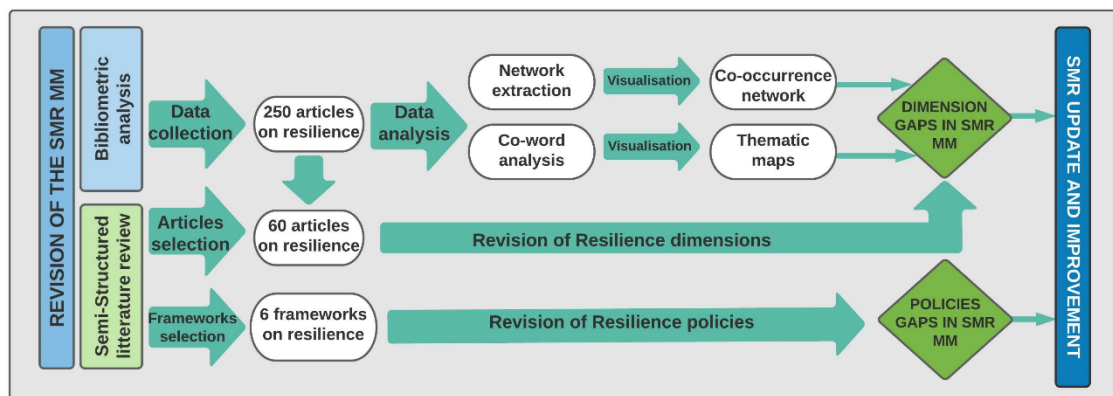 REVISION OF THE SMR MM
Bibliometric
analysis
Data
collection
250 articles
on resilience
Data
analysis
Network
extraction
Visualisation
Co-occurrence
network
Co-word
analysis
Visualisation
Thematic
maps
DIMENSION
GAPS IN SMR
MM
Semi-Structured
litterature review
Articles
selection
60 articles
on resilience
Revision of Resilience dimensions
Frameworks
selection
6 frameworks
on resilience
Revision of Resilience policies
POLICIES
GAPS IN SMR
MM
SMR UPDATE AND IMPROVEMENT